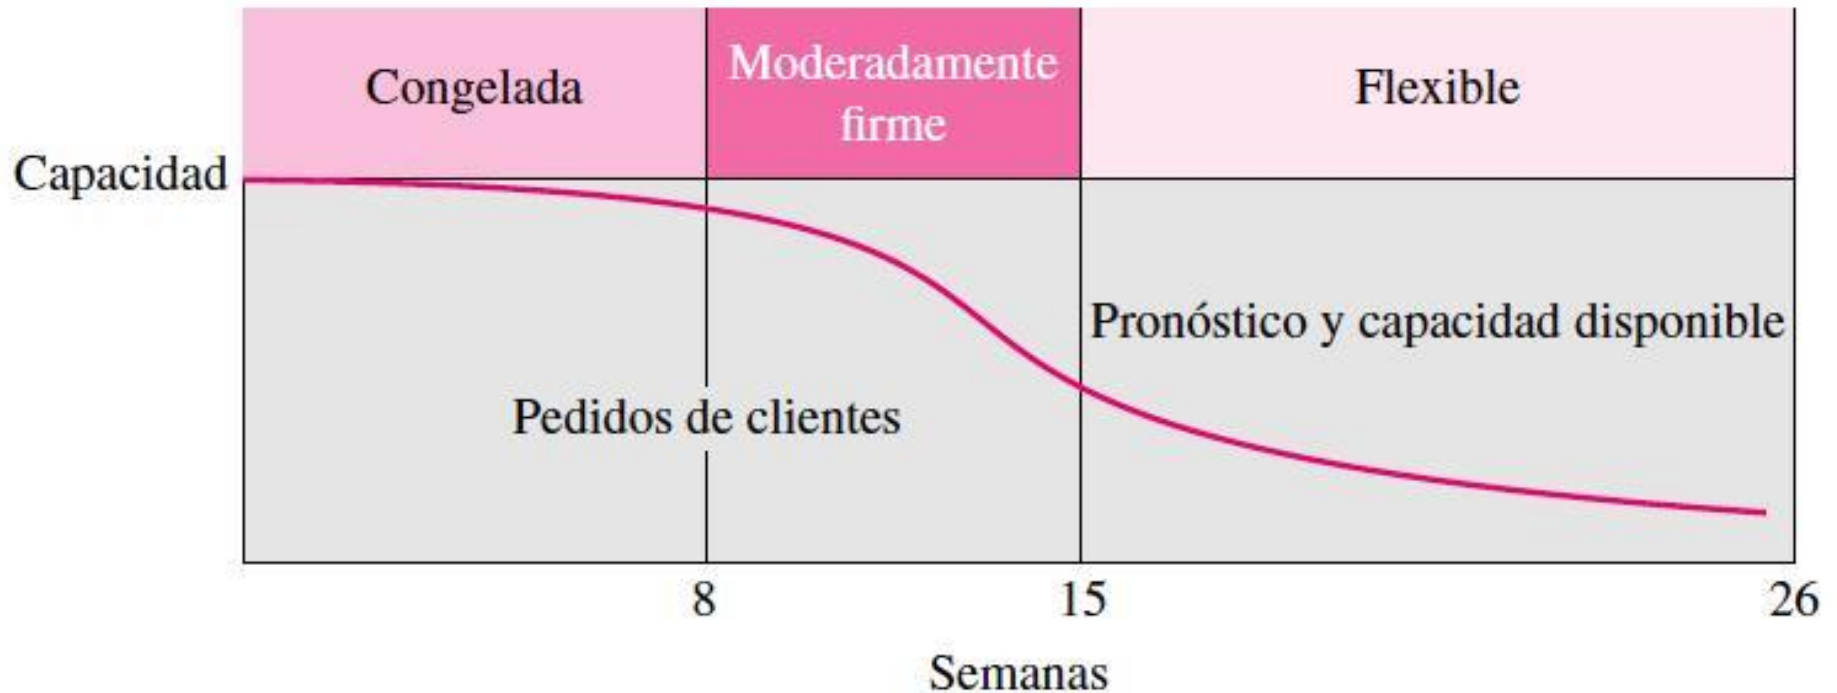 Congelada
Moderadamente
firme
Flexible
Capacidad
Pronóstico y capacidad disponible
Pedidos de clientes
8
15
26
Semanas